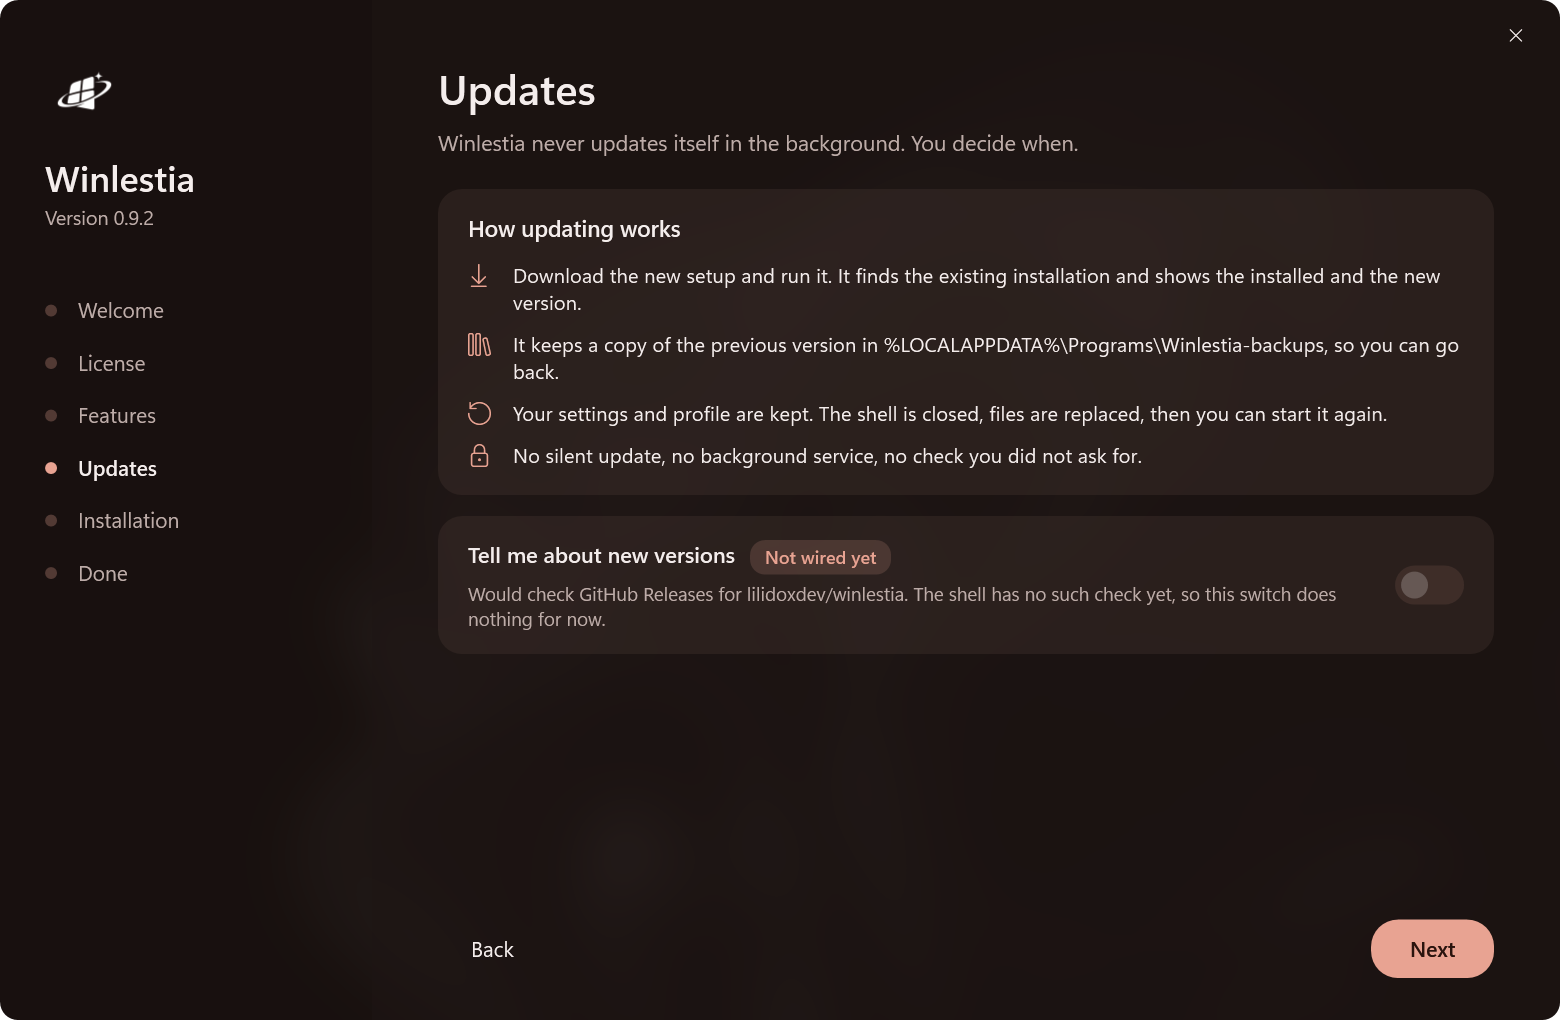 Winlestia
Version 0.9.2
Welcome
License
Features
Updates
Installation
Done
Updates
Winlestia never updates itself in the background. You decide when.
How updating works
Download the new setup and run it. It finds the existing installation and shows the installed and the new
version.
It keeps a copy of the previous version in %LOCALAPPDATA%\Programs\Winlestia-backups, so you can go
back.
Your settings and profile are kept. The shell is closed, files are replaced, then you can start it again.
No silent update, no background service, no check you did not ask for.
Tell me about new versions Not wired yet
Would check GitHub Releases for lilidoxdev/winlestia. The shell has no such check yet, so this switch does
nothing for now.
Back
Next